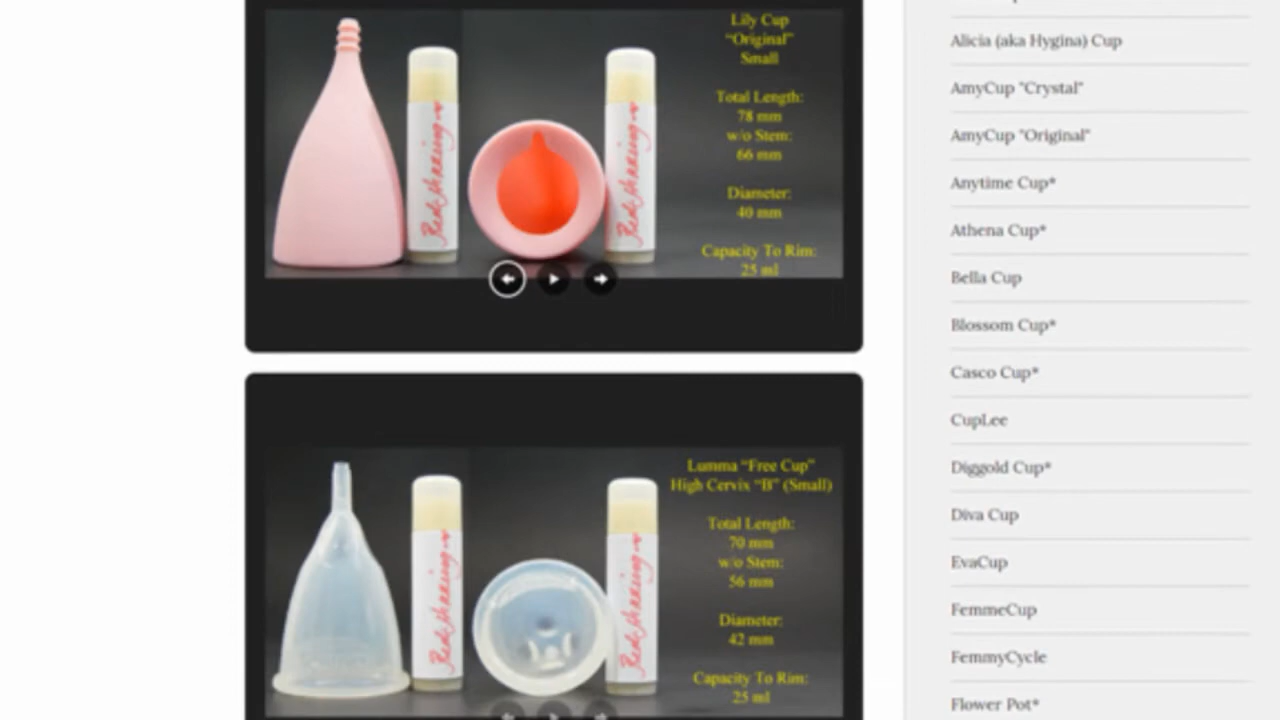 Lily Cup
"Original"
Small
Total Length:
78 mm
w/o Stem:
66 mm
Diameter:
40 mm
Capacity To Rim:
25 ml
Lumma "Free Cup"
High Cervix "B" (Small)
Total Length:
70 mm
w/o Stem:
56 mm
Diameter:
42 mm
Capacity To Rim:
25 ml
Alicia (aka Hygina) Cup
AmyCup "Crystal"
AmyCup "Original"
Anytime Cup*
Athena Cup*
Bella Cup
Blossom Cup*
Casco Cup*
CupLee
Diggold Cup*
Diva Cup
EvaCup
FemmeCup
FemmyCycle
Flower Pot*